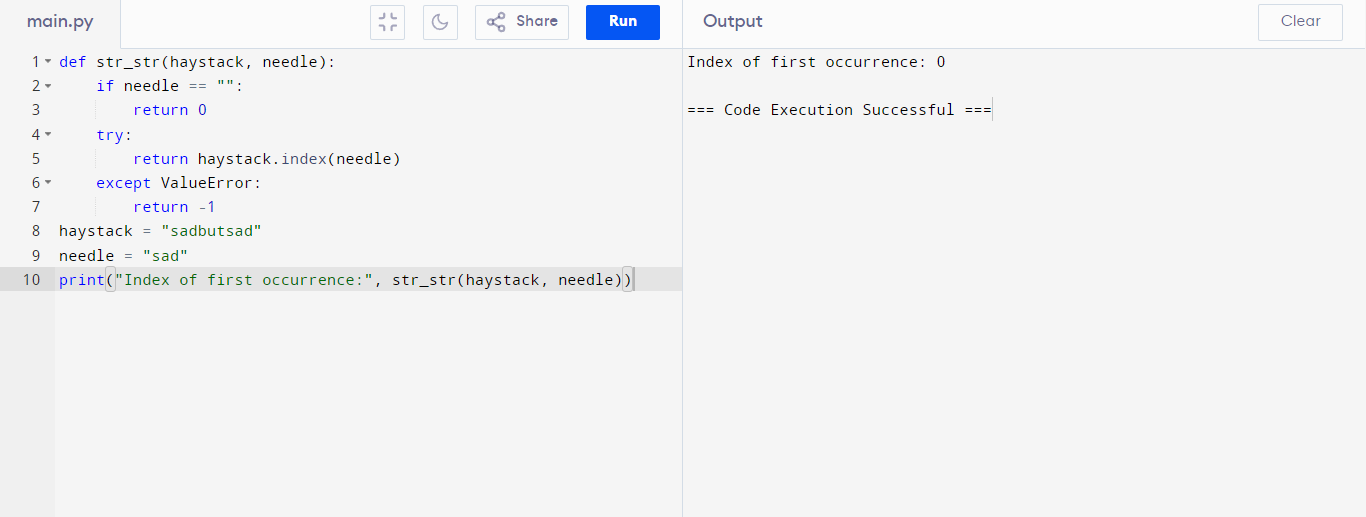 main.py
Share
Run
Output
Clear
1 def str_str(haystack, needle):
2     if needle == "":
3         return 0
4     try:
5         return haystack.index(needle)
6     except ValueError:
7         return -1
8 haystack = "sadbutsad"
9 needle = "sad"
10 print("Index of first occurrence:", str_str(haystack, needle))
Index of first occurrence: 0
=== Code Execution Successful ===